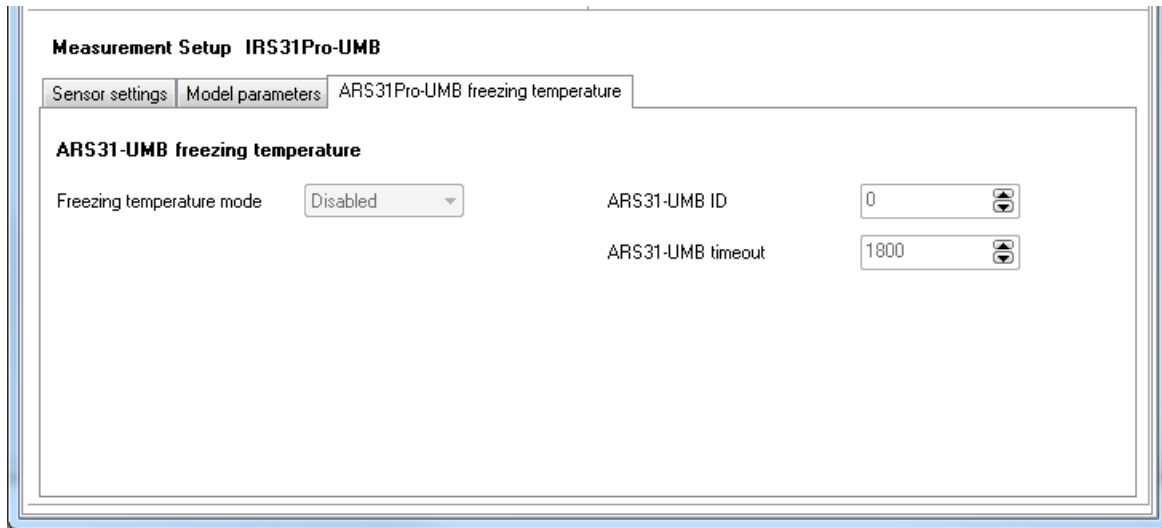 Measurement Setup IRS31Pro-UMB
Sensor settings Model parameters ARS31Pro-UMB freezing temperature
ARS31-UMB freezing temperature
Freezing temperature mode Disabled ARS31-UMB ID 0
ARS31-UMB timeout 1800